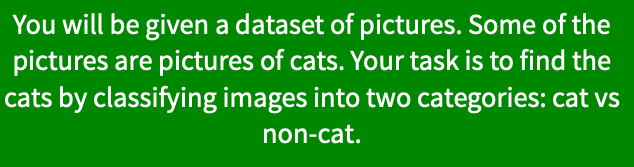 You will be given a dataset of pictures. Some of the
pictures are pictures of cats. Your task is to find the
cats by classifying images into two categories: cat vs
non-cat.